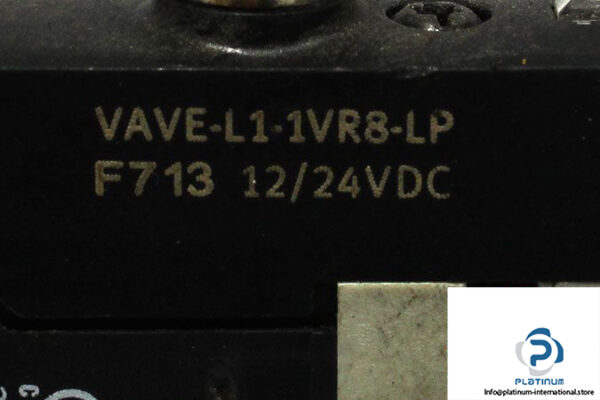 VAVE-L1-1VR8-LP
F713 12/24VDC
PLATINUM
info@platinum-international.store